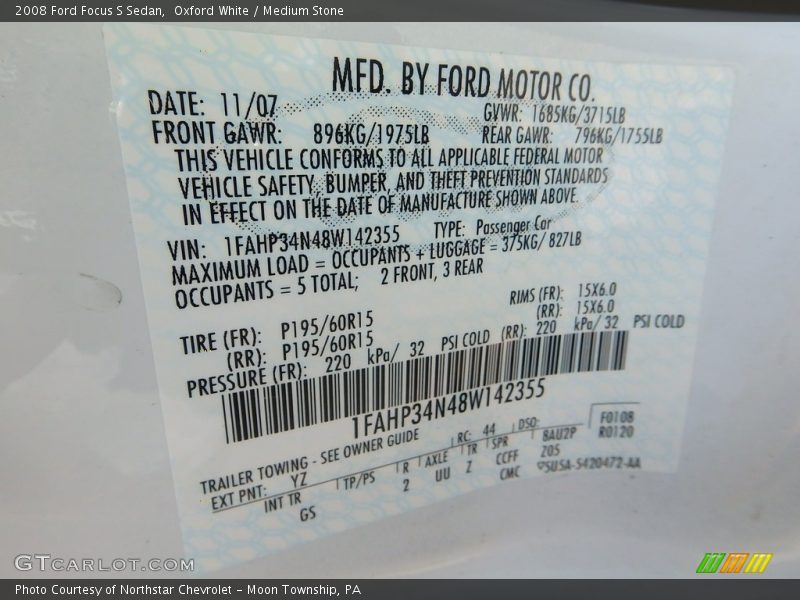 2008 Ford Focus S Sedan,  Oxford White / Medium Stone
MFD. BY FORD MOTOR CO.
DATE: 11/07 GVWR: 1685KG/3715LB
FRONT GAWR: 896KG/1975LB REAR GAWR: 796KG/1755LB
THIS VEHICLE CONFORMS TO ALL APPLICABLE FEDERAL MOTOR
VEHICLE SAFETY, BUMPER, AND THEFT PREVENTION STANDARDS
IN EFFECT ON THE DATE OF MANUFACTURE SHOWN ABOVE.
VIN: 1FAHP34N48W142355 TYPE: Passenger Car
MAXIMUM LOAD = OCCUPANTS + LUGGAGE = 375KG/ 827LB
OCCUPANTS = 5 TOTAL; 2 FRONT, 3 REAR
TIRE (FR): P195/60R15 RIMS (FR): 15X6.0
(RR): P195/60R15 (RR): 15X6.0
PRESSURE (FR): 220 kPa/ 32 PSI COLD (RR): 220 kPa/ 32 PSI COLD
1FAHP34N48W142355
TRAILER TOWING - SEE OWNER GUIDE RC: 44 DSO: F0108
EXT PNT: YZ 8AU2P R0120
INT TR TP/PS R AXLE TR SPR 205
GS 2 UU Z CCFF
CMC 5USA-5420472-AA
GTCARLOT.COM
Photo Courtesy of Northstar Chevrolet - Moon Township, PA